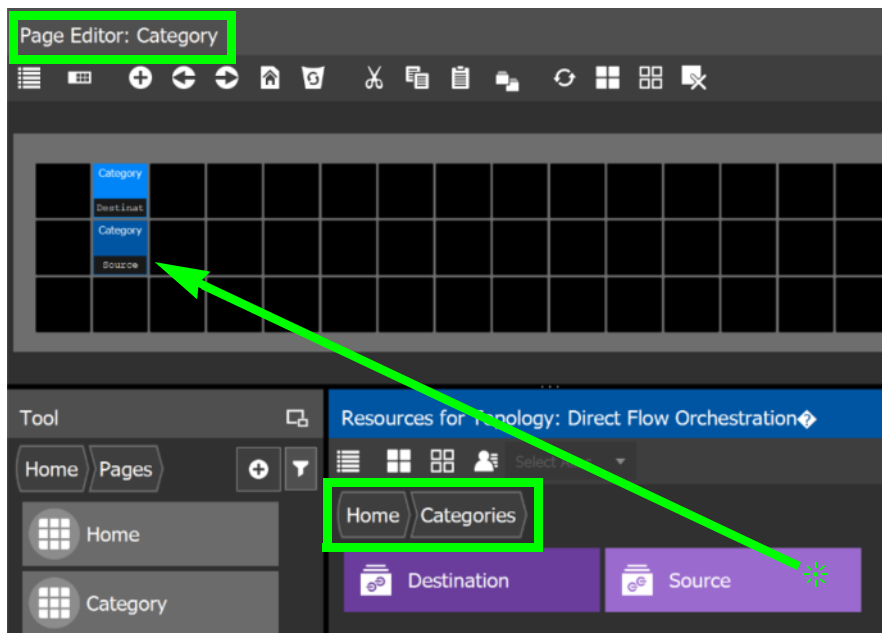 Page Editor: Category
Category
Destinat
Category
Source
Tool
Resources for Topology: Direct Flow Orchestration�
Home Pages
Select Area
Home Categories
Home
Category
Destination
Source